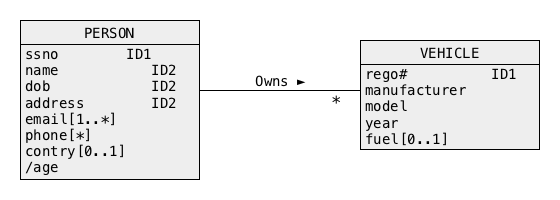 PERSON
ssno ID1
name ID2
dob ID2
address ID2
email[1..*]
phone[*]
contry[0..1]
/age
Owns ►
*
VEHICLE
rego# ID1
manufacturer
model
year
fuel[0..1]